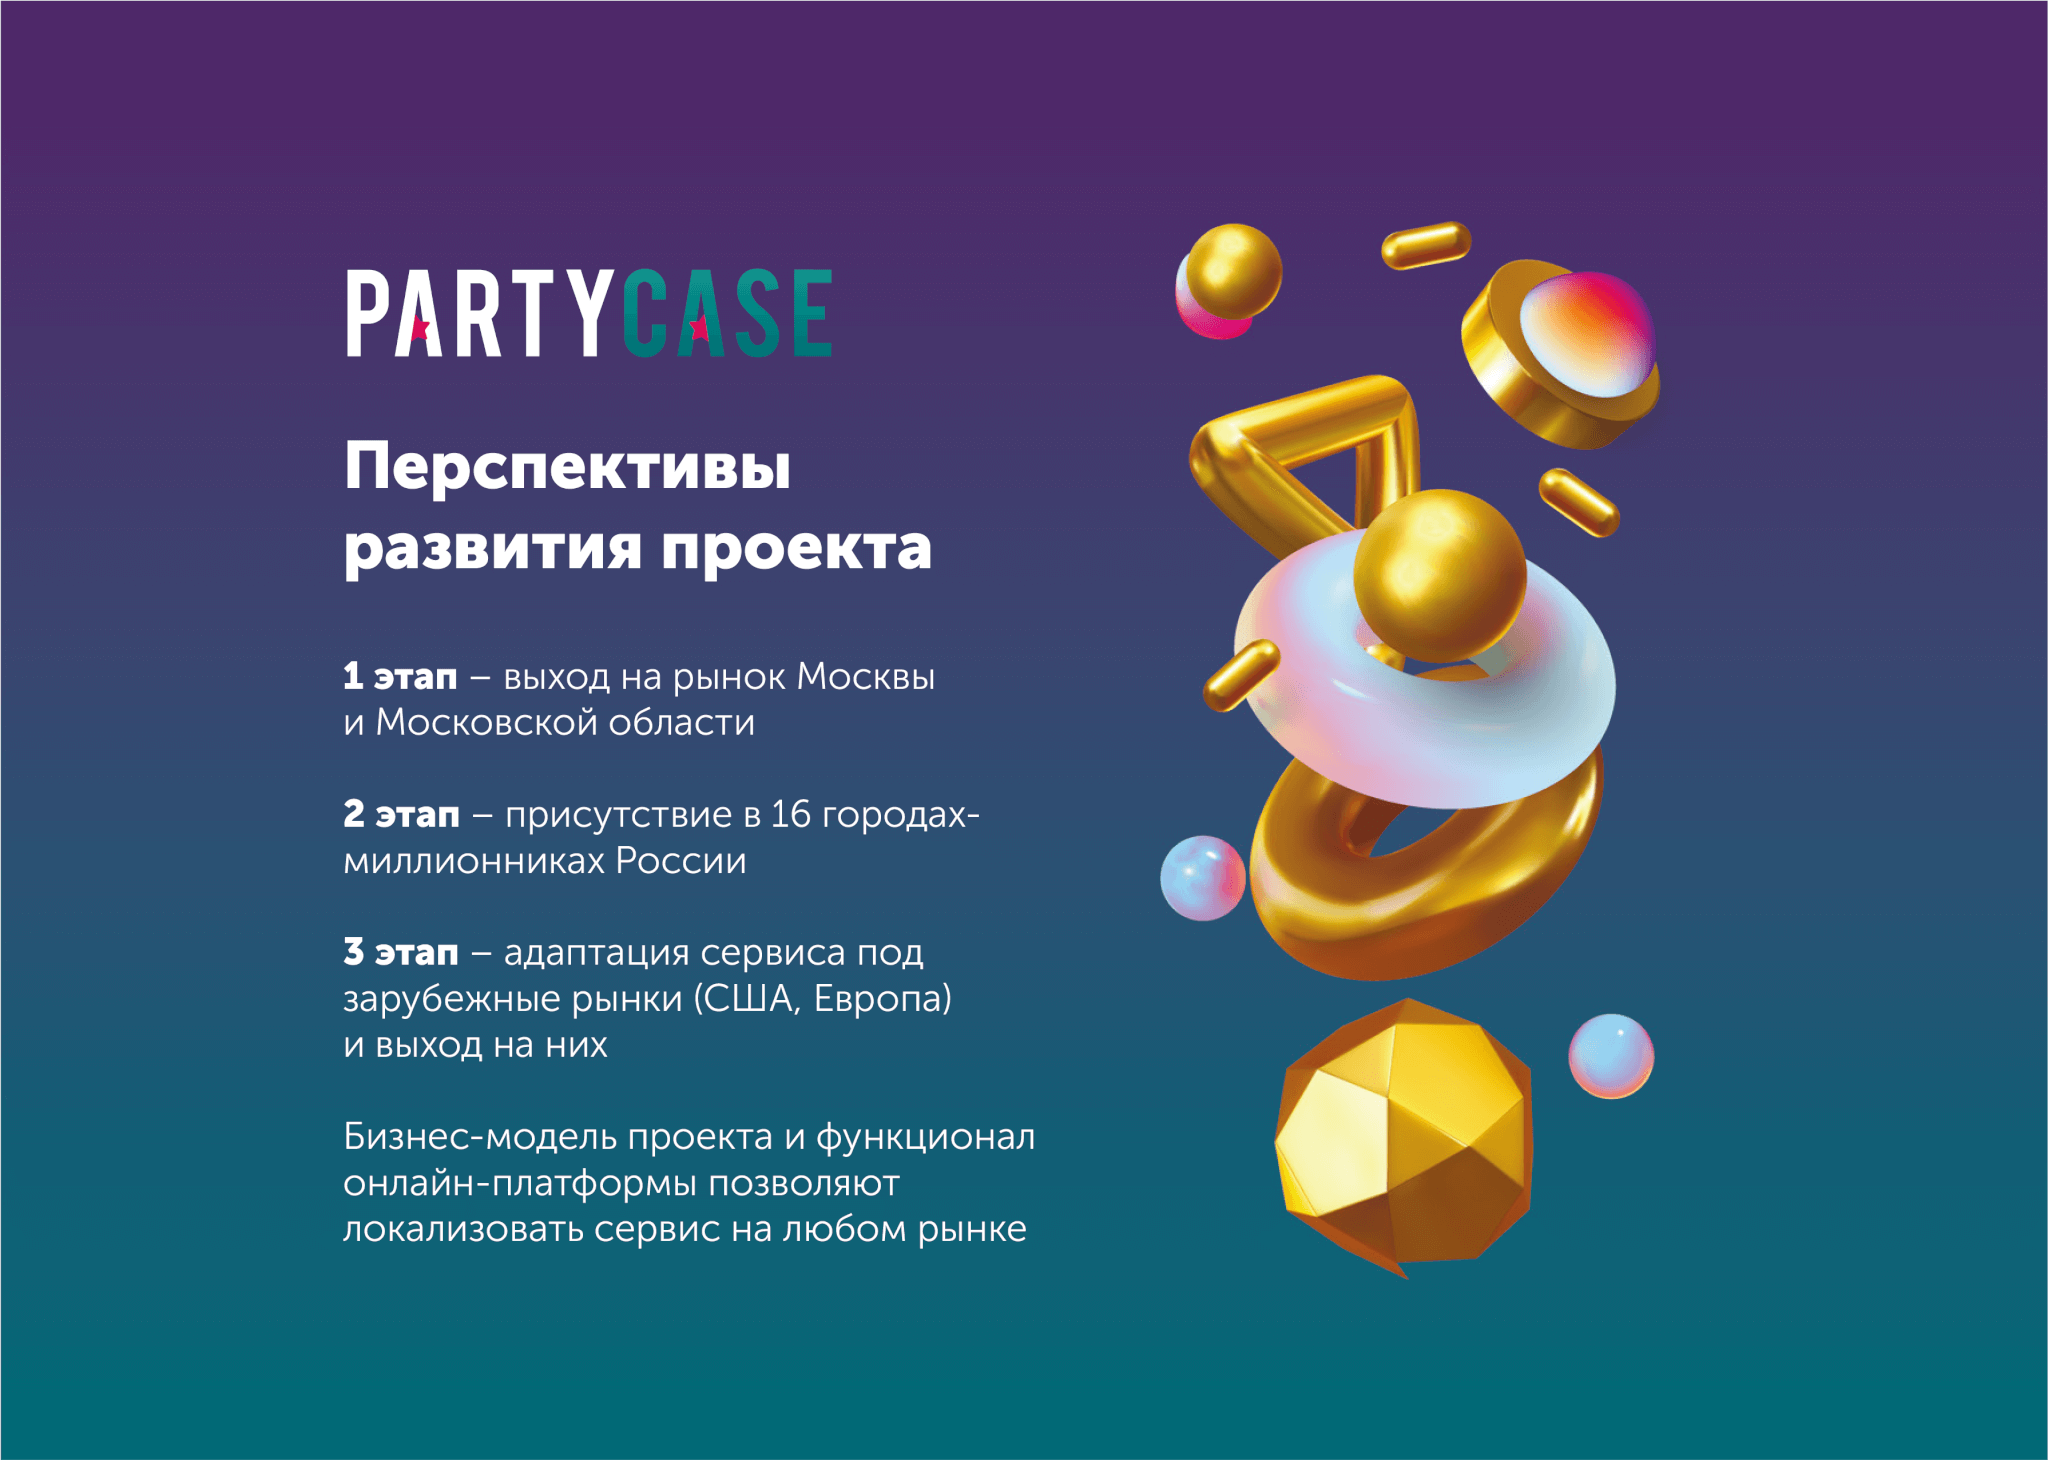 PARTYCASE
Перспективы
развития проекта
1 этап – выход на рынок Москвы
и Московской области
2 этап – присутствие в 16 городах-
миллионниках России
3 этап – адаптация сервиса под
зарубежные рынки (США, Европа)
и выход на них
Бизнес-модель проекта и функционал
онлайн-платформы позволяют
локализовать сервис на любом рынке